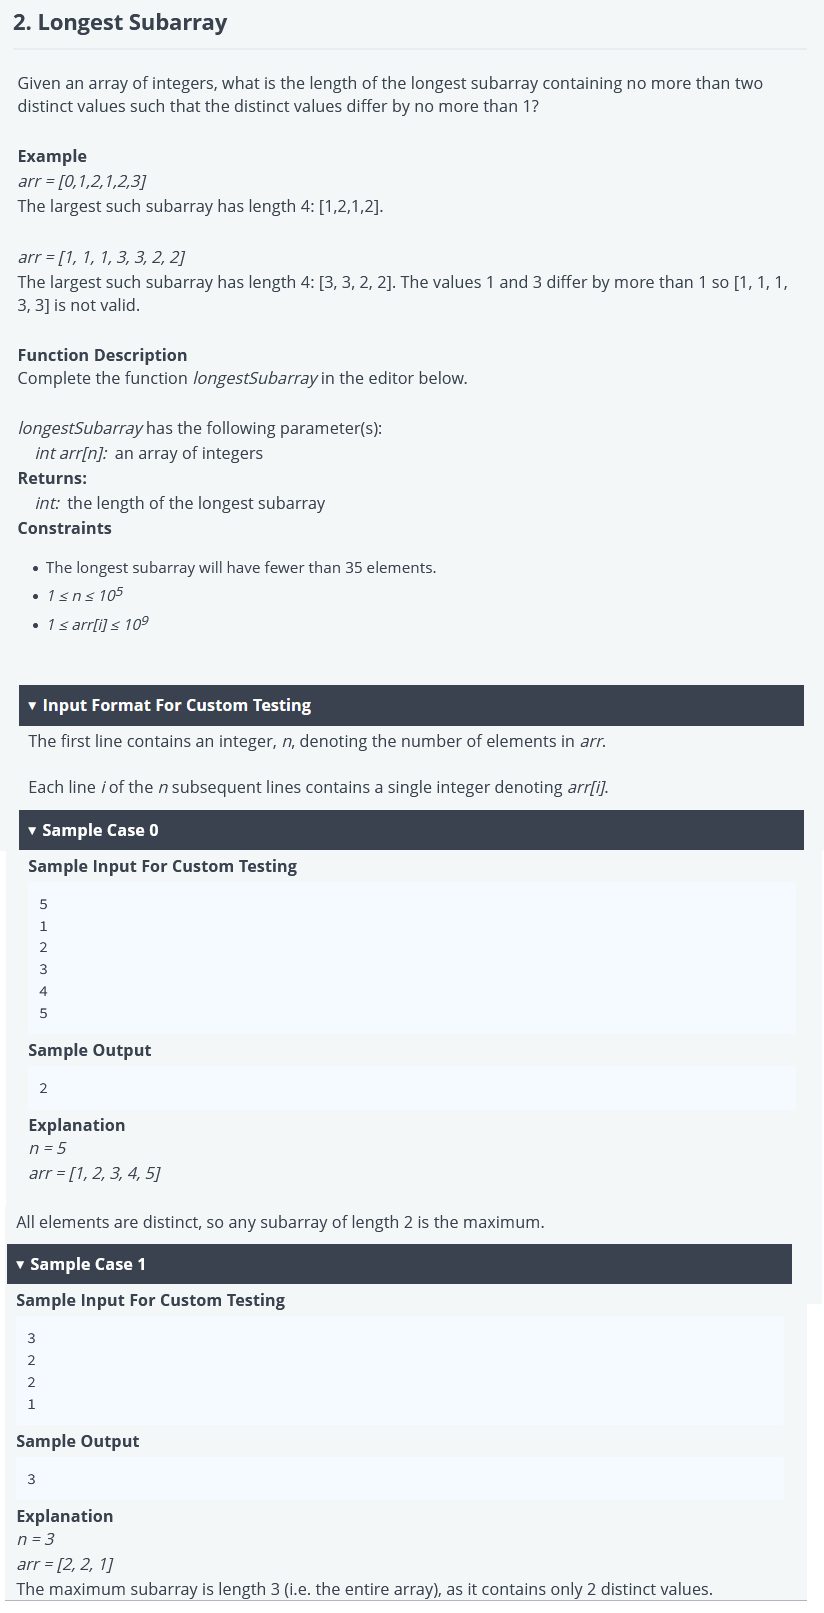 2. Longest Subarray
Given an array of integers, what is the length of the longest subarray containing no more than two
distinct values such that the distinct values differ by no more than 1?
Example
arr = [0,1,2,1,2,3]
The largest such subarray has length 4: [1,2,1,2].
arr = [1, 1, 1, 3, 3, 2, 2]
The largest such subarray has length 4: [3, 3, 2, 2]. The values 1 and 3 differ by more than 1 so [1, 1, 1,
3, 3] is not valid.
Function Description
Complete the function longestSubarray in the editor below.
longestSubarray has the following parameter(s):
int arr[n]: an array of integers
Returns:
int: the length of the longest subarray
Constraints
• The longest subarray will have fewer than 35 elements.
• 1 ≤ n ≤ 10⁵
• 1 ≤ arr[i] ≤ 10⁹
▾ Input Format For Custom Testing
The first line contains an integer, n, denoting the number of elements in arr.
Each line i of the n subsequent lines contains a single integer denoting arr[i].
▾ Sample Case 0
Sample Input For Custom Testing
5
1
2
3
4
5
Sample Output
2
Explanation
n = 5
arr = [1, 2, 3, 4, 5]
All elements are distinct, so any subarray of length 2 is the maximum.
▾ Sample Case 1
Sample Input For Custom Testing
3
2
2
1
Sample Output
3
Explanation
n = 3
arr = [2, 2, 1]
The maximum subarray is length 3 (i.e. the entire array), as it contains only 2 distinct values.